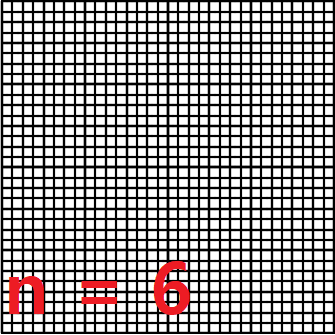 n = 6